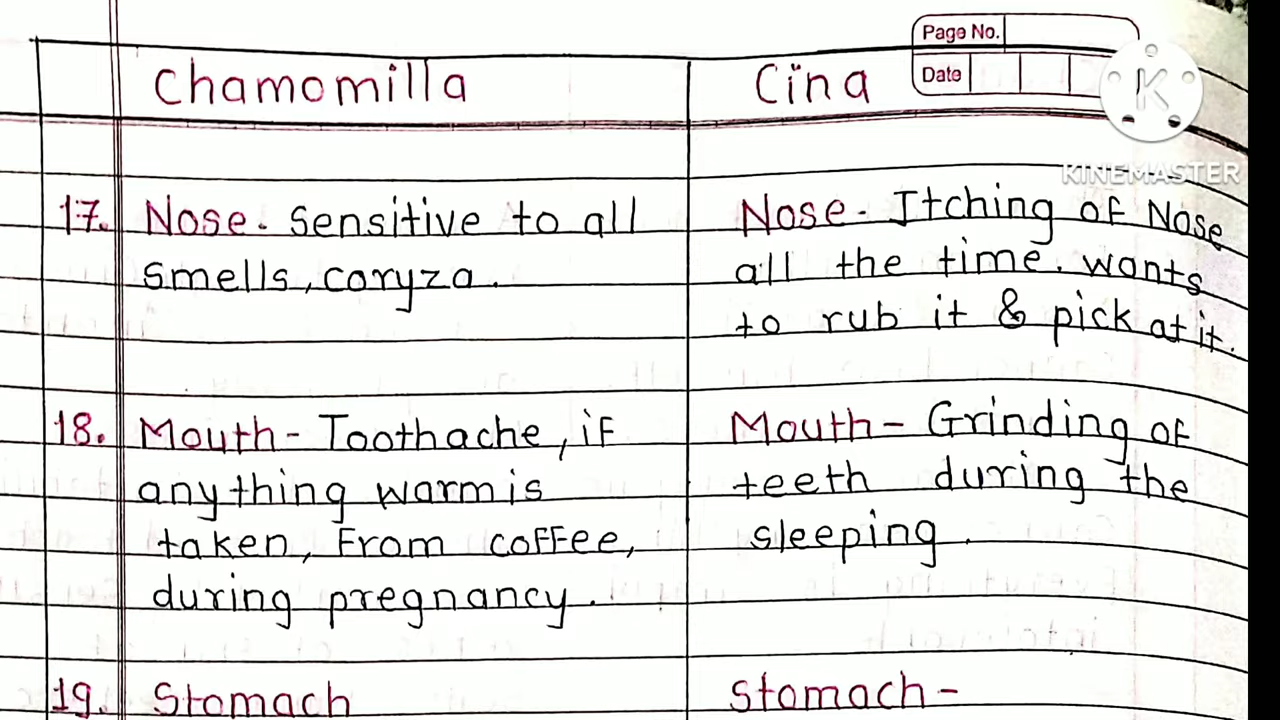 Page No.
Date
Chamomilla
Cina
K
KINEMASTER
17. Nose. Sensitive to all
smells, coryza.
Nose. Itching of Nose
all the time. wants
to rub it & pick at it.
18. Mouth- Toothache, if
anything warm is
taken, From coffee,
during pregnancy.
Mouth- Grinding of
teeth during the
sleeping.
19. Stomach
Stomach-